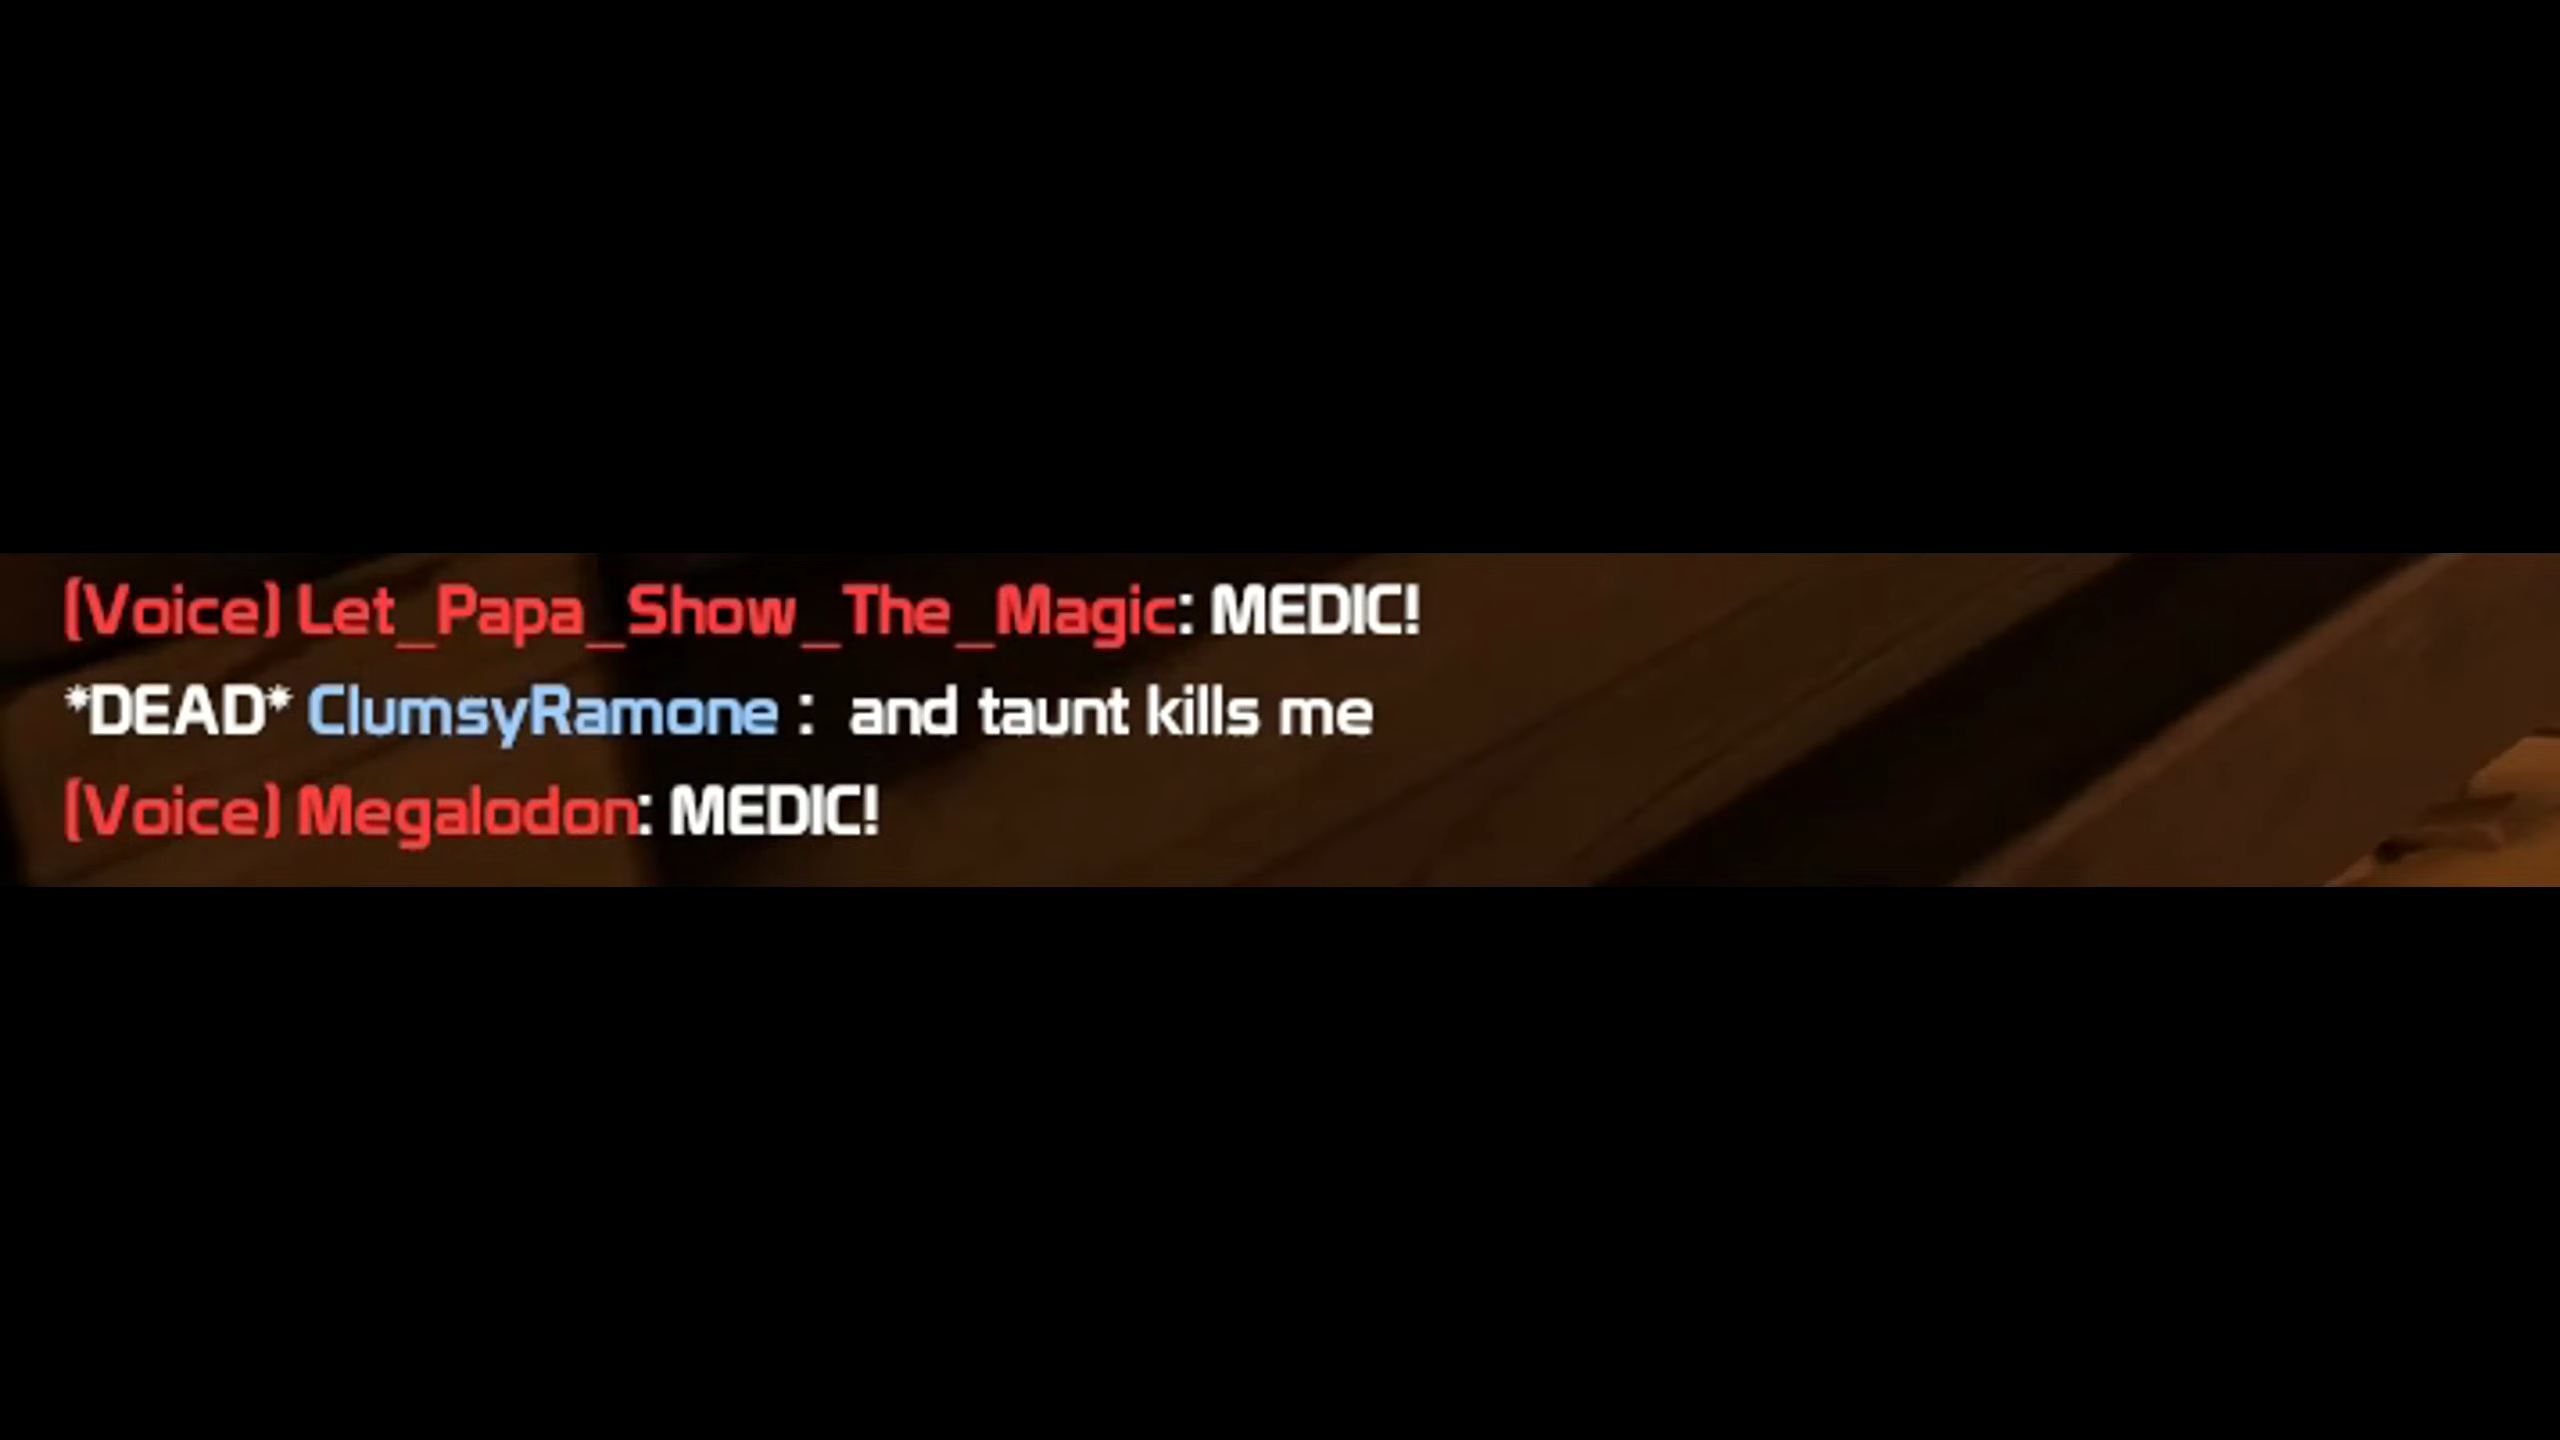 (Voice) Let_Papa_Show_The_Magic: MEDIC!
*DEAD* ClumsyRamone :  and taunt kills me
(Voice) Megalodon: MEDIC!